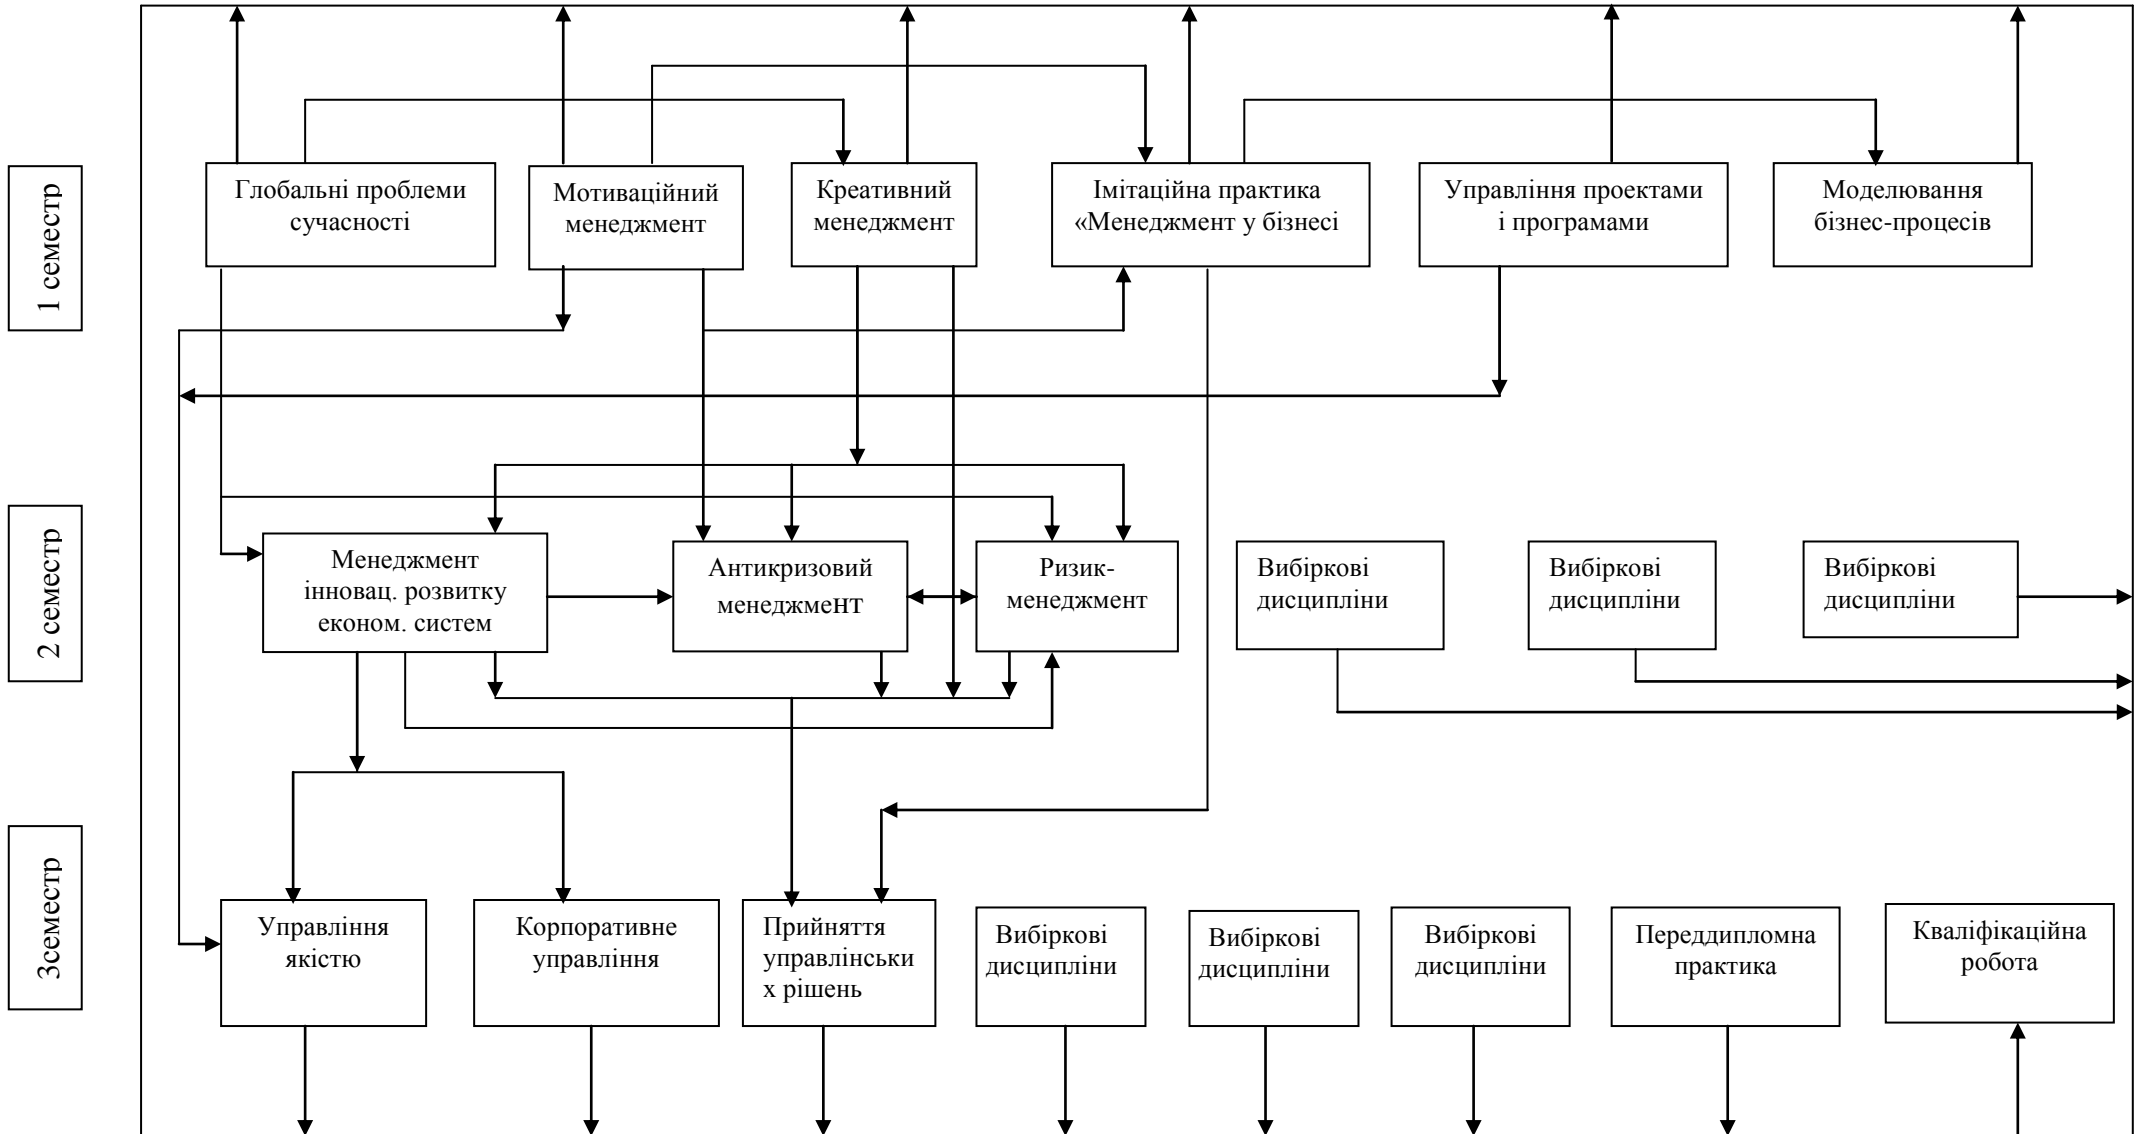 1 семестр
Глобальні проблеми
сучасності
Мотиваційний
менеджмент
Креативний
менеджмент
Імітаційна практика
«Менеджмент у бізнесі
Управління проектами
і програмами
Моделювання
бізнес-процесів
2 семестр
Менеджмент
інновац. розвитку
економ. систем
Антикризовий
менеджмент
Ризик-
менеджмент
Вибіркові
дисципліни
Вибіркові
дисципліни
Вибіркові
дисципліни
3семестр
Управління
якістю
Корпоративне
управління
Прийняття
управлінськи
х рішень
Вибіркові
дисципліни
Вибіркові
дисципліни
Вибіркові
дисципліни
Переддипломна
практика
Кваліфікаційна
робота